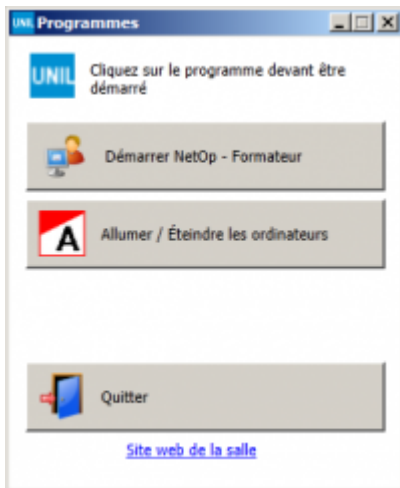 UNIL Programmes
UNIL
Cliquez sur le programme devant être
démarré
Démarrer NetOp - Formateur
A
Allumer / Éteindre les ordinateurs
Quitter
Site web de la salle